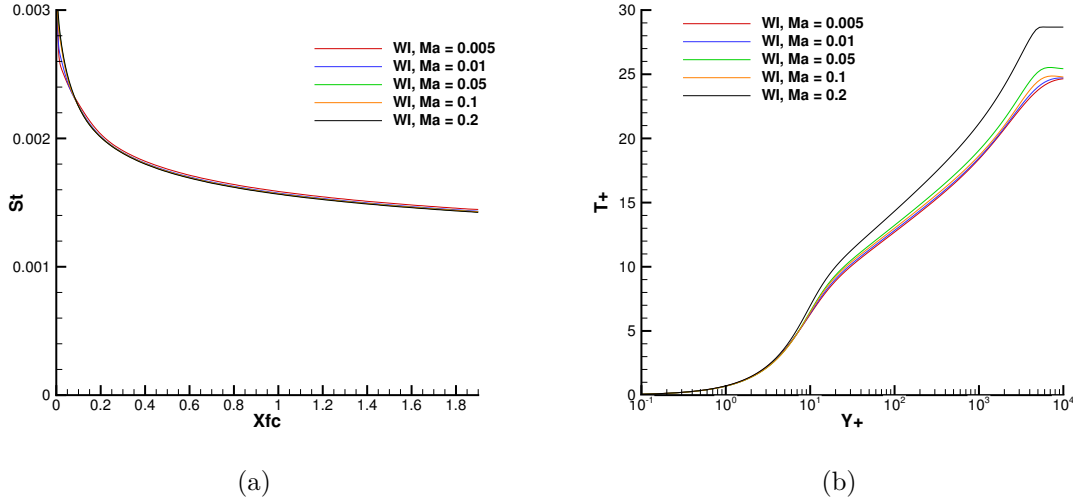 St
0.003
0.002
0.001
0
WI, Ma = 0.005
WI, Ma = 0.01
WI, Ma = 0.05
WI, Ma = 0.1
WI, Ma = 0.2
0 0.2 0.4 0.6 0.8 1 1.2 1.4 1.6 1.8
Xfc
(a)
T+
30
25
20
15
10
5
0
WI, Ma = 0.005
WI, Ma = 0.01
WI, Ma = 0.05
WI, Ma = 0.1
WI, Ma = 0.2
10⁻¹ 10⁰ 10¹ 10² 10³ 10⁴
Y+
(b)